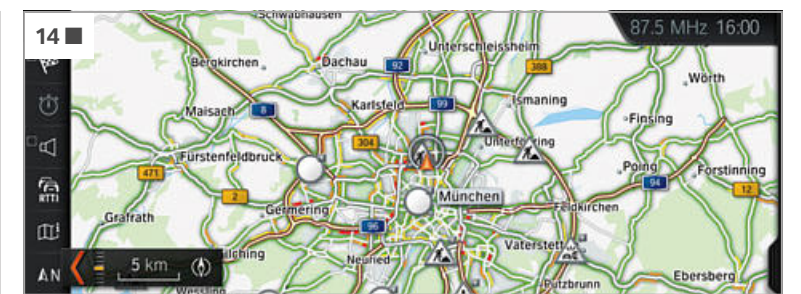 14
Schwabhausen
87.5 MHz 16:00
Unterschleissheim
Bergkirchen
Dachau
92
388
Wörth
Maisach
8
Karlsfeld
99
Ismaning
Finsing
304
Unterföhring
Fürstenfeldbruck
471
Poing
Forstinning
RTTI
2
94
12
München
Grafrath
Germering
96
Feldkirchen
Vaterstett
Neuried
ilching
5 km
Ebersberg
AN
Putzbrunn
Wessling